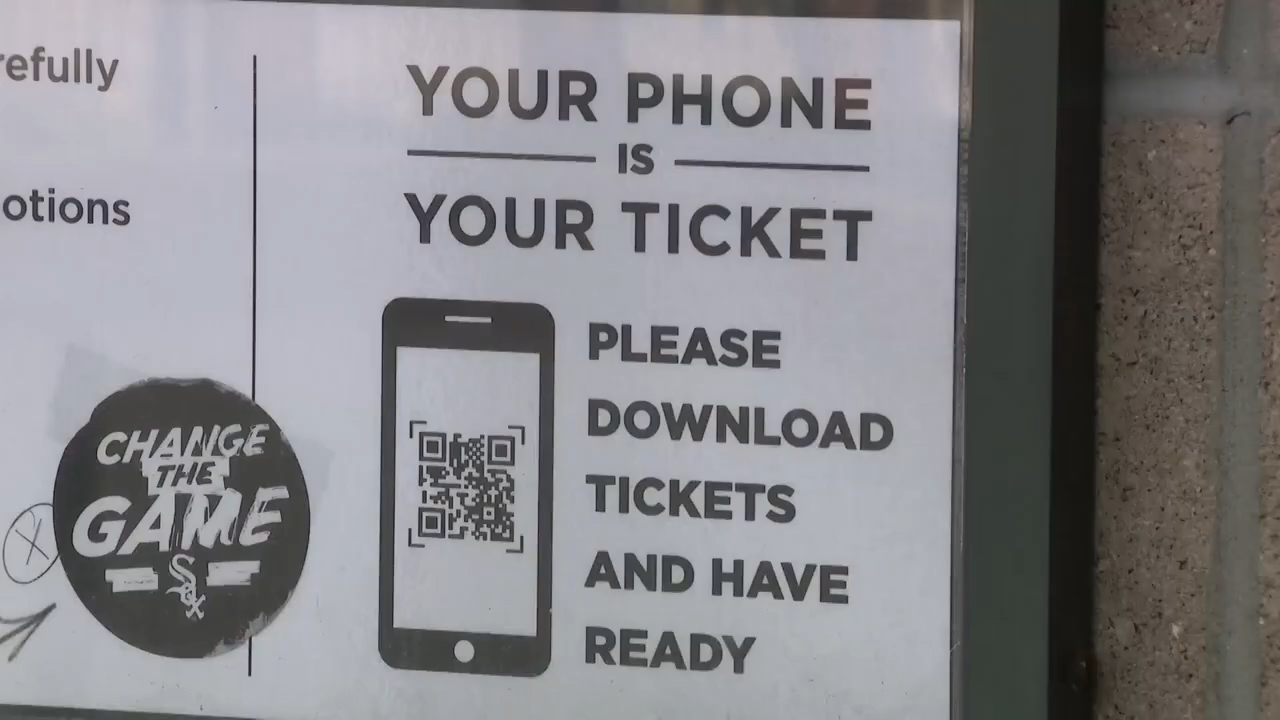 refully
otions
YOUR PHONE
IS
YOUR TICKET
PLEASE
DOWNLOAD
TICKETS
AND HAVE
READY
CHANGE
THE
GAME
Sox